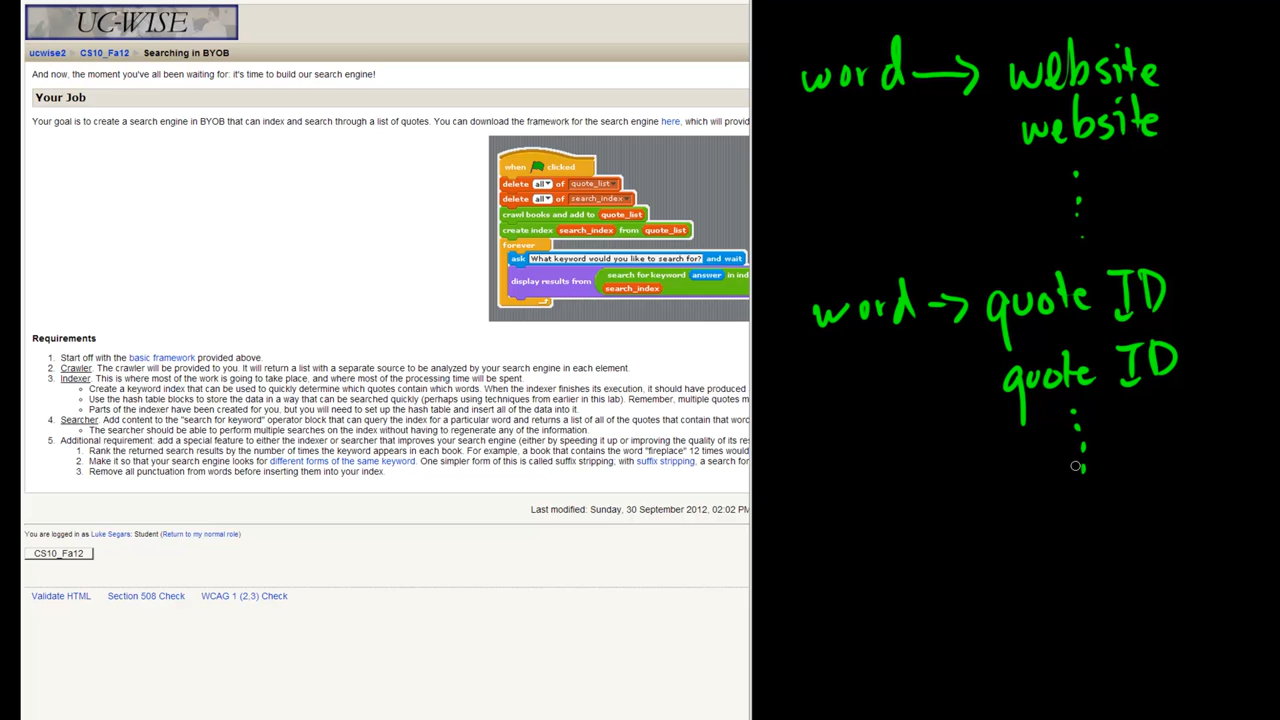 UC-WISE
ucwise2 CS10_Fa12 Searching in BYOB
And now, the moment you've all been waiting for: it's time to build our search engine!
Your Job
Your goal is to create a search engine in BYOB that can index and search through a list of quotes. You can download the framework for the search engine here, which will provid
when clicked
delete all of quote_list
delete all of search_index
crawl books and add to quote_list
create index search_index from quote_list
forever
ask What keyword would you like to search for? and wait
display results from search for keyword answer in ind
search_index
Requirements
1. Start off with the basic framework provided above.
2. Crawler. The crawler will be provided to you. It will return a list with a separate source to be analyzed by your search engine in each element.
3. Indexer. This is where most of the work is going to take place, and where most of the processing time will be spent.
Create a keyword index that can be used to quickly determine which quotes contain which words. When the indexer finishes its execution, it should have produced
Use the hash table blocks to store the data in a way that can be searched quickly (perhaps using techniques from earlier in this lab). Remember, multiple quotes m
Parts of the indexer have been created for you, but you will need to set up the hash table and insert all of the data into it.
4. Searcher. Add content to the "search for keyword" operator block that can query the index for a particular word and returns a list of all of the quotes that contain that word
The searcher should be able to perform multiple searches on the index without having to regenerate any of the information.
5. Additional requirement: add a special feature to either the indexer or searcher that improves your search engine (either by speeding it up or improving the quality of its res
1. Rank the returned search results by the number of times the keyword appears in each book. For example, a book that contains the word "fireplace" 12 times would
2. Make it so that your search engine looks for different forms of the same keyword. One simpler form of this is called suffix stripping; with suffix stripping, a search fo
3. Remove all punctuation from words before inserting them into your index.
Last modified: Sunday, 30 September 2012, 02:02 PM
You are logged in as Luke Segars: Student (Return to my normal role)
CS10_Fa12
Validate HTML Section 508 Check WCAG 1 (2,3) Check
word → website
website
word → quote ID
quote ID